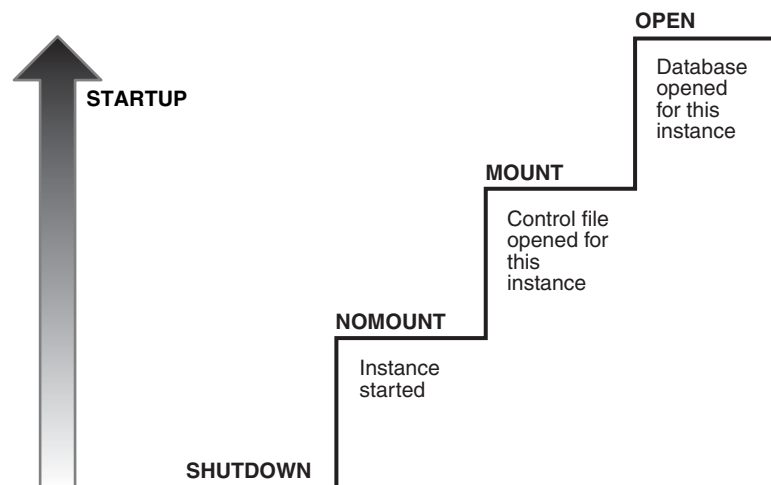 OPEN
Database
opened
for this
instance
STARTUP
MOUNT
Control file
opened for
this
instance
NOMOUNT
Instance
started
SHUTDOWN